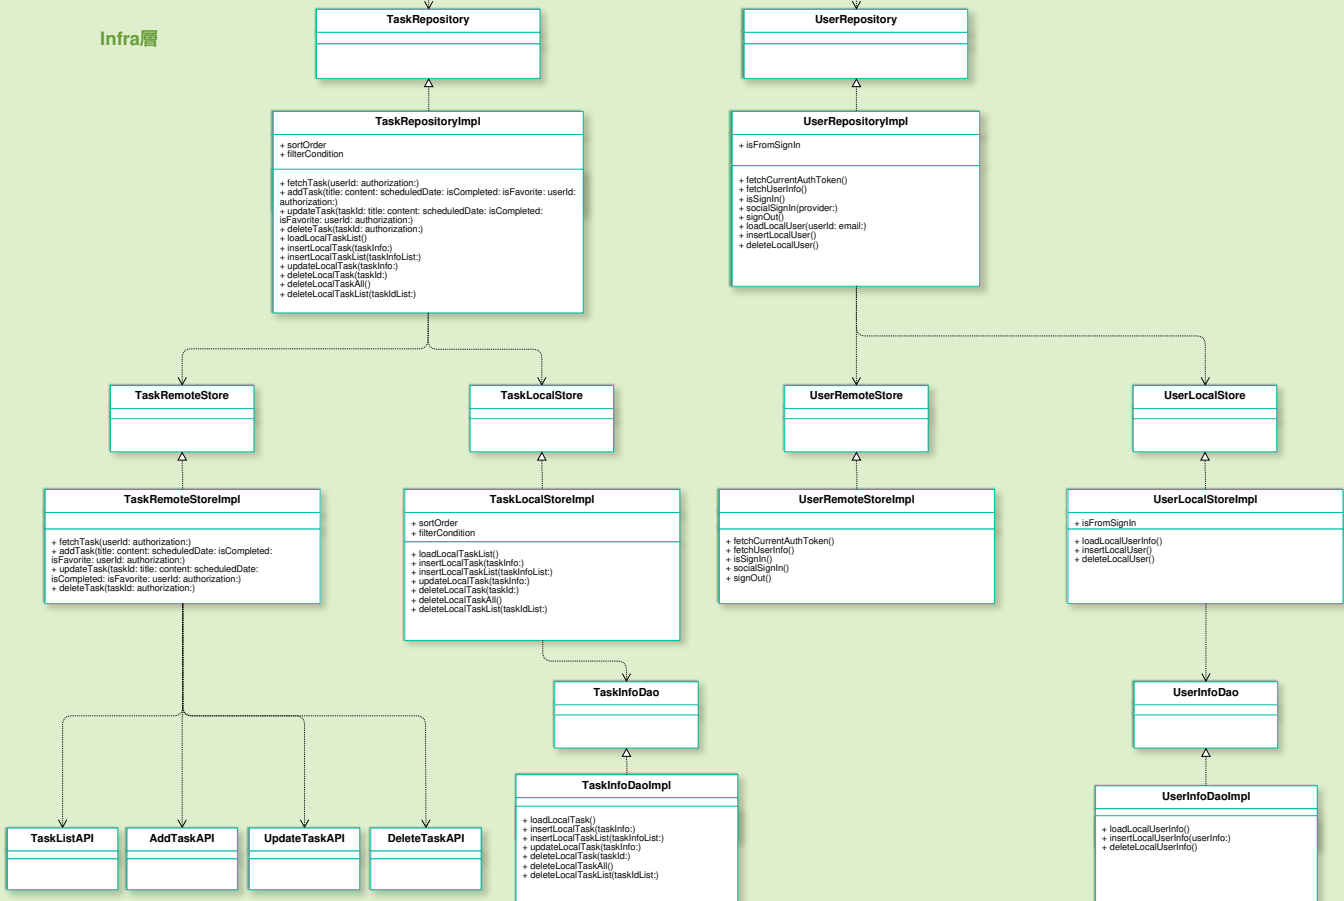 Infra層
TaskRepository
UserRepository
TaskRepositoryImpl
+ sortOrder
+ filterCondition
+ fetchTask(userId: authorization:)
+ addTask(title: content: scheduledDate: isCompleted: isFavorite: userId:
authorization:)
+ updateTask(taskId: title: content: scheduledDate: isCompleted:
isFavorite: userId: authorization:)
+ deleteTask(taskId: authorization:)
+ loadLocalTaskList()
+ insertLocalTask(taskInfo:)
+ insertLocalTaskList(taskInfoList:)
+ updateLocalTask(taskInfo:)
+ deleteLocalTask(taskId:)
+ deleteLocalTaskAll()
+ deleteLocalTaskList(taskIdList:)
UserRepositoryImpl
+ isFromSignIn
+ fetchCurrentAuthToken()
+ fetchUserInfo()
+ isSignIn()
+ socialSignIn(provider:)
+ signOut()
+ loadLocalUser(userId: email:)
+ insertLocalUser()
+ deleteLocalUser()
TaskRemoteStore
TaskLocalStore
UserRemoteStore
UserLocalStore
TaskRemoteStoreImpl
+ fetchTask(userId: authorization:)
+ addTask(title: content: scheduledDate: isCompleted:
isFavorite: userId: authorization:)
+ updateTask(taskId: title: content: scheduledDate:
isCompleted: isFavorite: userId: authorization:)
+ deleteTask(taskId: authorization:)
TaskLocalStoreImpl
+ sortOrder
+ filterCondition
+ loadLocalTaskList()
+ insertLocalTask(taskInfo:)
+ insertLocalTaskList(taskInfoList:)
+ updateLocalTask(taskInfo:)
+ deleteLocalTask(taskId:)
+ deleteLocalTaskAll()
+ deleteLocalTaskList(taskIdList:)
UserRemoteStoreImpl
+ fetchCurrentAuthToken()
+ fetchUserInfo()
+ isSignIn()
+ socialSignIn()
+ signOut()
UserLocalStoreImpl
+ isFromSignIn
+ loadLocalUserInfo()
+ insertLocalUser()
+ deleteLocalUser()
TaskInfoDao
UserInfoDao
TaskInfoDaoImpl
+ loadLocalTask()
+ insertLocalTask(taskInfo:)
+ insertLocalTaskList(taskInfoList:)
+ updateLocalTask(taskInfo:)
+ deleteLocalTask(taskId:)
+ deleteLocalTaskAll()
+ deleteLocalTaskList(taskIdList:)
UserInfoDaoImpl
+ loadLocalUserInfo()
+ insertLocalUserInfo(userInfo:)
+ deleteLocalUserInfo()
TaskListAPI
AddTaskAPI
UpdateTaskAPI
DeleteTaskAPI